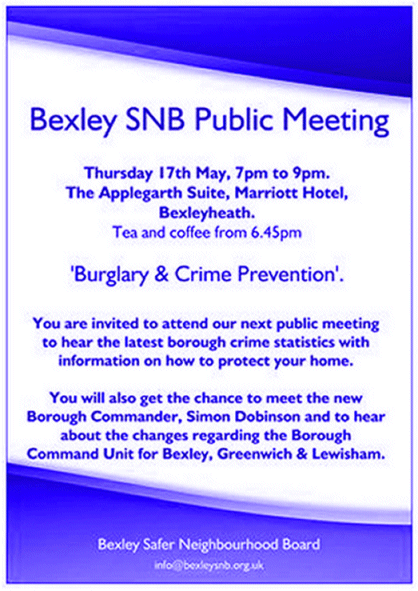 Bexley SNB Public Meeting
Thursday 17th May, 7pm to 9pm.
The Applegarth Suite, Marriott Hotel,
Bexleyheath.
Tea and coffee from 6.45pm
'Burglary & Crime Prevention'.
You are invited to attend our next public meeting
to hear the latest borough crime statistics with
information on how to protect your home.
You will also get the chance to meet the new
Borough Commander, Simon Dobinson and to hear
about the changes regarding the Borough
Command Unit for Bexley, Greenwich & Lewisham.
Bexley Safer Neighbourhood Board
info@bexleysnb.org.uk